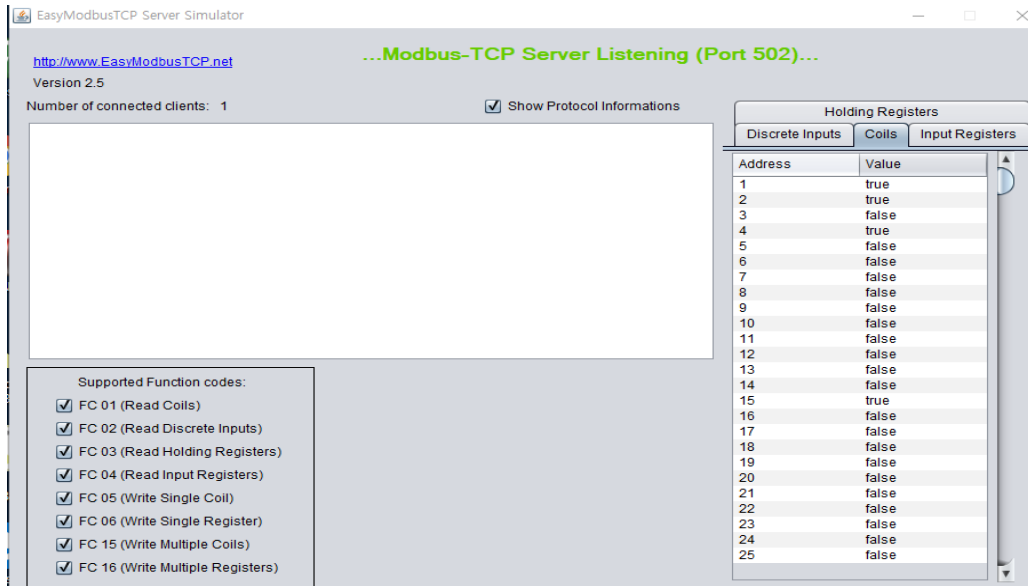 EasyModbusTCP Server Simulator
http://www.EasyModbusTCP.net
...Modbus-TCP Server Listening (Port 502)...
Version 2.5
Number of connected clients: 1
Show Protocol Informations
Holding Registers
Discrete Inputs Coils Input Registers
Address Value
1 true
2 true
3 false
4 true
5 false
6 false
7 false
8 false
9 false
10 false
11 false
12 false
13 false
14 false
15 true
16 false
17 false
18 false
19 false
20 false
21 false
22 false
23 false
24 false
25 false
Supported Function codes:
FC 01 (Read Coils)
FC 02 (Read Discrete Inputs)
FC 03 (Read Holding Registers)
FC 04 (Read Input Registers)
FC 05 (Write Single Coil)
FC 06 (Write Single Register)
FC 15 (Write Multiple Coils)
FC 16 (Write Multiple Registers)